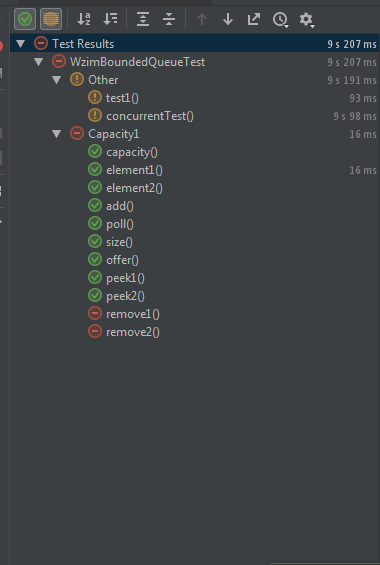 Test Results 9 s 207 ms
WzimBoundedQueueTest 9 s 207 ms
Other 9 s 191 ms
test1() 93 ms
concurrentTest() 9 s 98 ms
Capacity1 16 ms
capacity()
element1() 16 ms
element2()
add()
poll()
size()
offer()
peek1()
peek2()
remove1()
remove2()